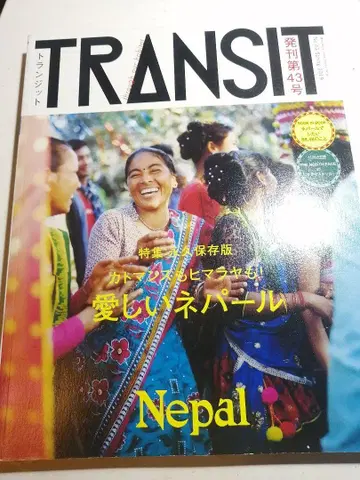 TRANSIT
トランジット
発刊第43号
特集 永久保存版
カトマンズもヒマラヤも!
愛しいネパール
Nepal